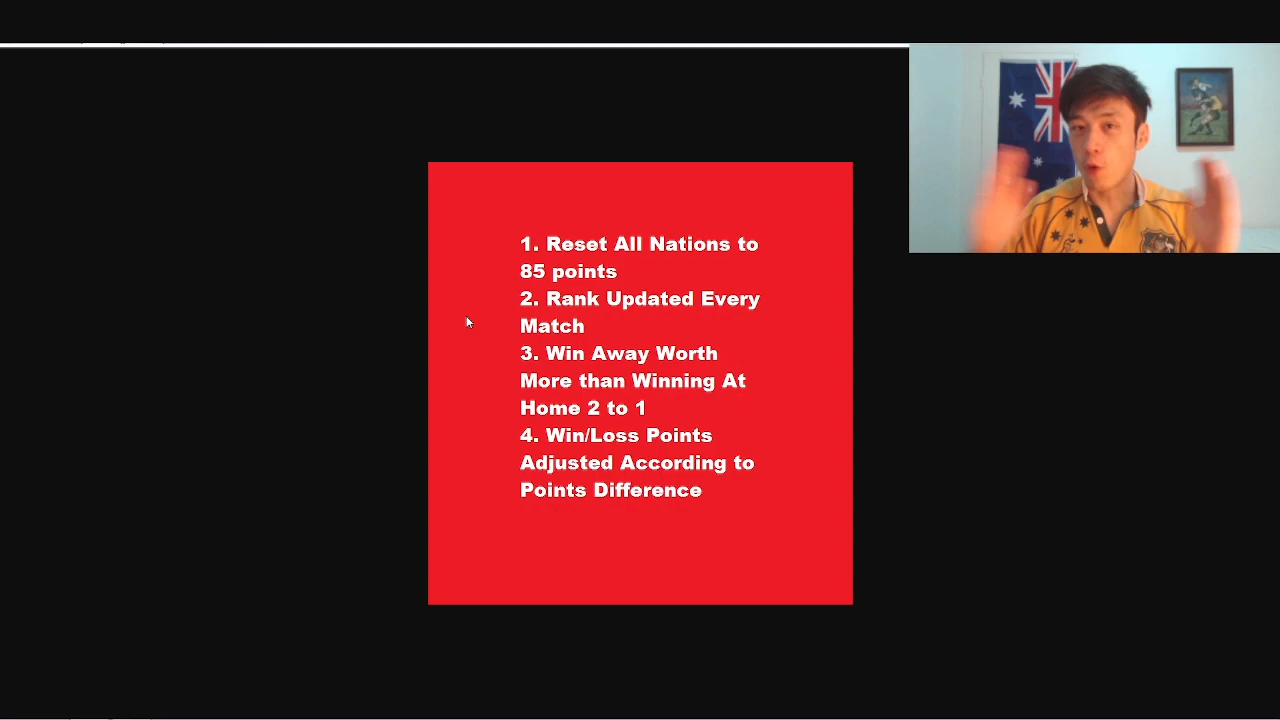 1. Reset All Nations to
85 points
2. Rank Updated Every
Match
3. Win Away Worth
More than Winning At
Home 2 to 1
4. Win/Loss Points
Adjusted According to
Points Difference